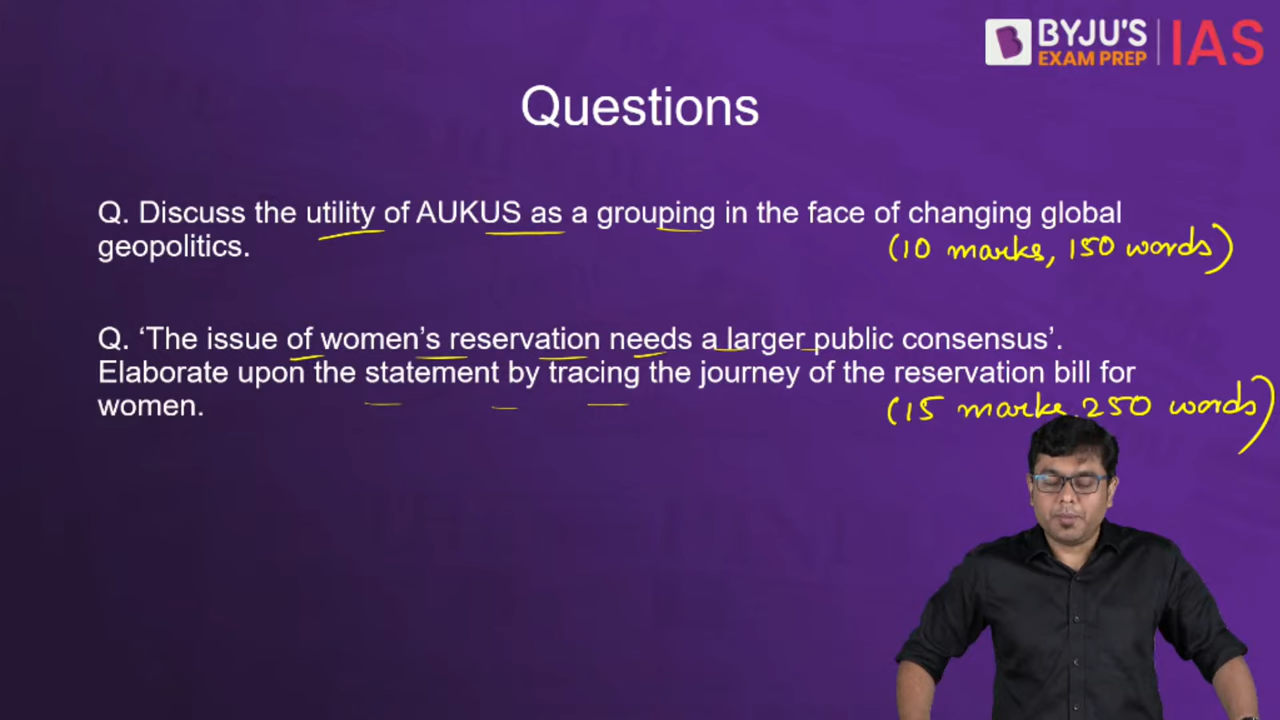 BYJU'S
EXAM PREP
IAS
Questions
Q. Discuss the utility of AUKUS as a grouping in the face of changing global
geopolitics.
(10 marks, 150 words)
Q. ‘The issue of women’s reservation needs a larger public consensus’.
Elaborate upon the statement by tracing the journey of the reservation bill for
women.
(15 marks, 250 words)